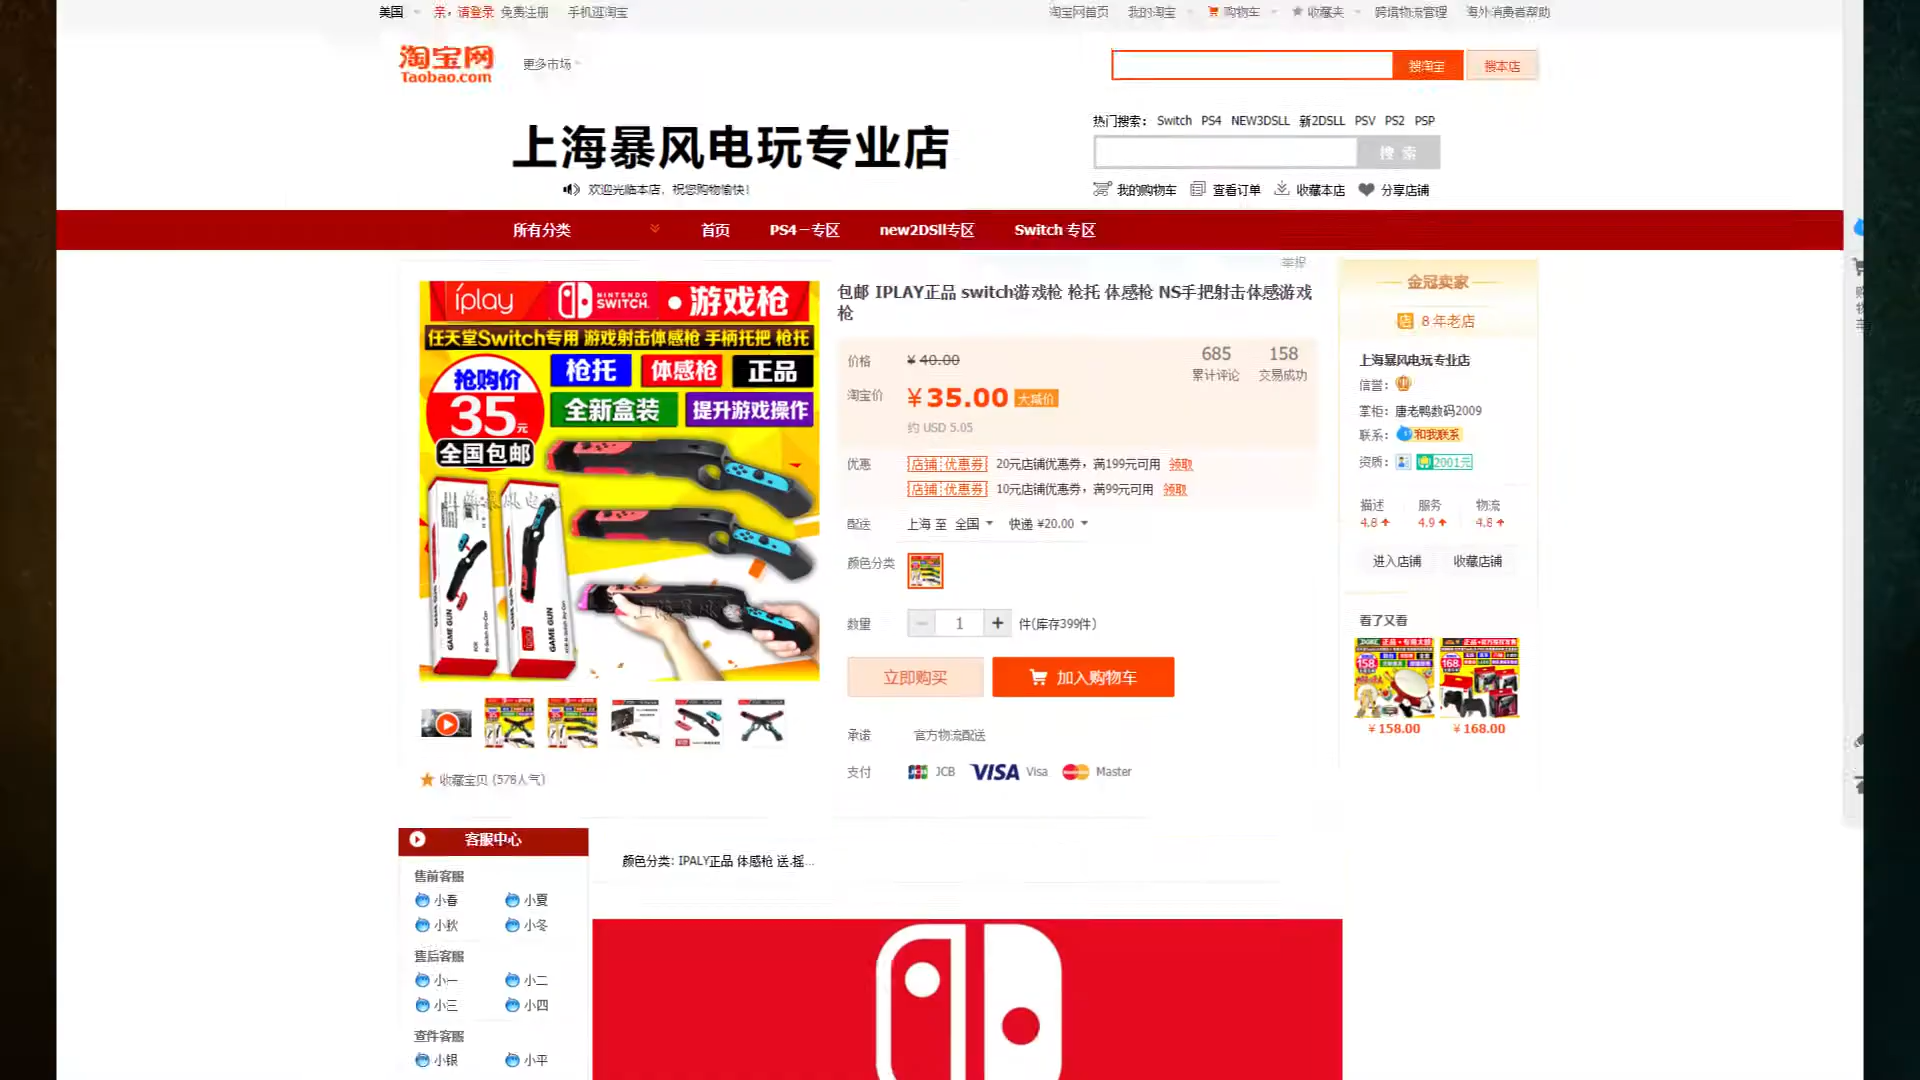 美国 亲，请登录 免费注册 手机逛淘宝 淘宝网首页 我的淘宝 购物车 收藏夹 跨境物流管理 海外消费者帮助
淘宝网
Taobao.com
更多市场
搜淘宝 搜本店
上海暴风电玩专业店
欢迎光临本店，祝您购物愉快！
热门搜索： Switch PS4 NEW3DSLL 新2DSLL PSV PS2 PSP
搜 索
我的购物车 查看订单 收藏本店 分享店铺
所有分类 首页 PS4－专区 new2DSll专区 Switch 专区
举报
iplay NINTENDO SWITCH. ●游戏枪
任天堂Switch专用 游戏射击体感枪 手柄托把 枪托
抢购价
35元
全国包邮
枪托 体感枪 正品
全新盒装 提升游戏操作
GAME GUN
GAME GUN
收藏宝贝 (578人气)
包邮 IPLAY正品 switch游戏枪 枪托 体感枪 NS手把射击体感游戏
枪
价格 ¥ 40.00
685 累计评论
158 交易成功
淘宝价 ¥ 35.00 大减价
约 USD 5.05
优惠 店铺优惠券 20元店铺优惠券，满199元可用 领取
店铺优惠券 10元店铺优惠券，满99元可用 领取
配送 上海 至 全国 快递 ¥20.00
颜色分类
数量 − 1 + 件(库存399件)
立即购买 加入购物车
承诺 官方物流配送
支付 JCB VISA Visa Master
金冠卖家
店 8 年老店
上海暴风电玩专业店
信誉：
掌柜： 唐老鸭数码2009
联系： 和我联系
资质： 2001元
描述 服务 物流
4.8 4.9 4.8
进入店铺 收藏店铺
看了又看
158
168
¥ 158.00 ¥ 168.00
客服中心
售前客服
小春 小夏
小秋 小冬
售后客服
小一 小二
小三 小四
查件客服
小银 小平
颜色分类: IPALY正品 体感枪 送.摇...